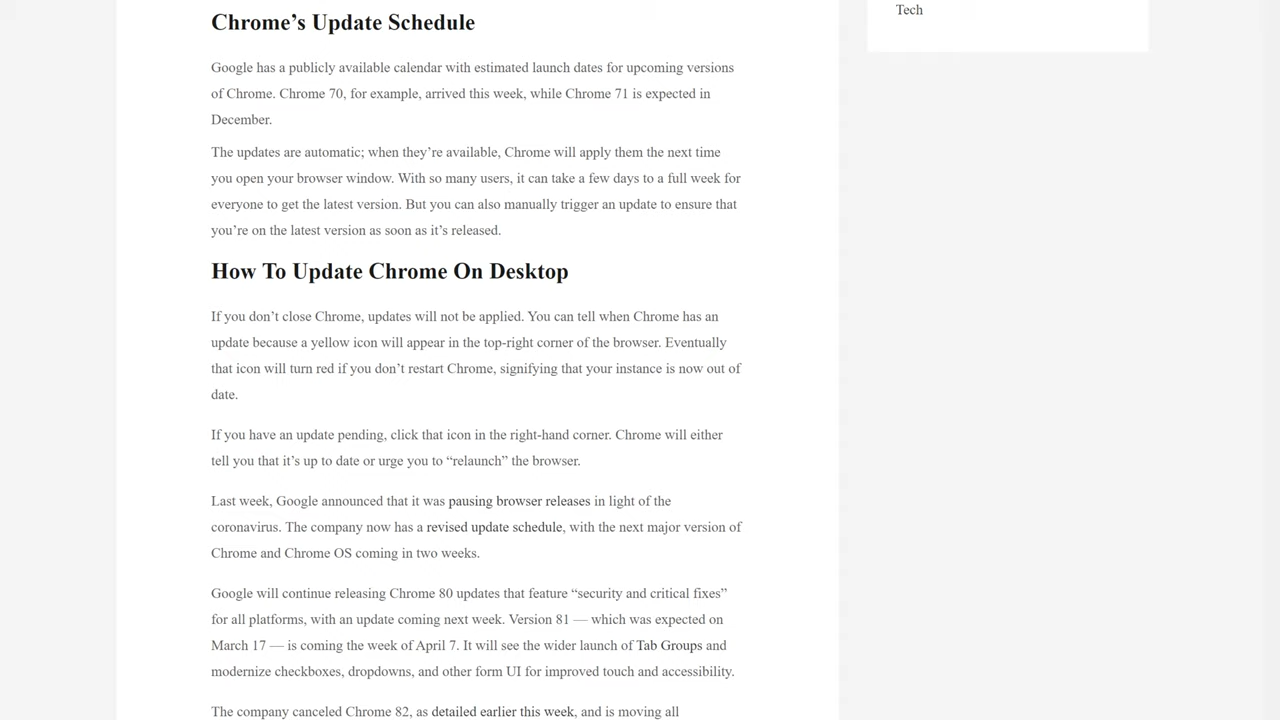 Tech
Chrome’s Update Schedule
Google has a publicly available calendar with estimated launch dates for upcoming versions
of Chrome. Chrome 70, for example, arrived this week, while Chrome 71 is expected in
December.
The updates are automatic; when they’re available, Chrome will apply them the next time
you open your browser window. With so many users, it can take a few days to a full week for
everyone to get the latest version. But you can also manually trigger an update to ensure that
you’re on the latest version as soon as it’s released.
How To Update Chrome On Desktop
If you don’t close Chrome, updates will not be applied. You can tell when Chrome has an
update because a yellow icon will appear in the top-right corner of the browser. Eventually
that icon will turn red if you don’t restart Chrome, signifying that your instance is now out of
date.
If you have an update pending, click that icon in the right-hand corner. Chrome will either
tell you that it’s up to date or urge you to “relaunch” the browser.
Last week, Google announced that it was pausing browser releases in light of the
coronavirus. The company now has a revised update schedule, with the next major version of
Chrome and Chrome OS coming in two weeks.
Google will continue releasing Chrome 80 updates that feature “security and critical fixes”
for all platforms, with an update coming next week. Version 81 — which was expected on
March 17 — is coming the week of April 7. It will see the wider launch of Tab Groups and
modernize checkboxes, dropdowns, and other form UI for improved touch and accessibility.
The company canceled Chrome 82, as detailed earlier this week, and is moving all